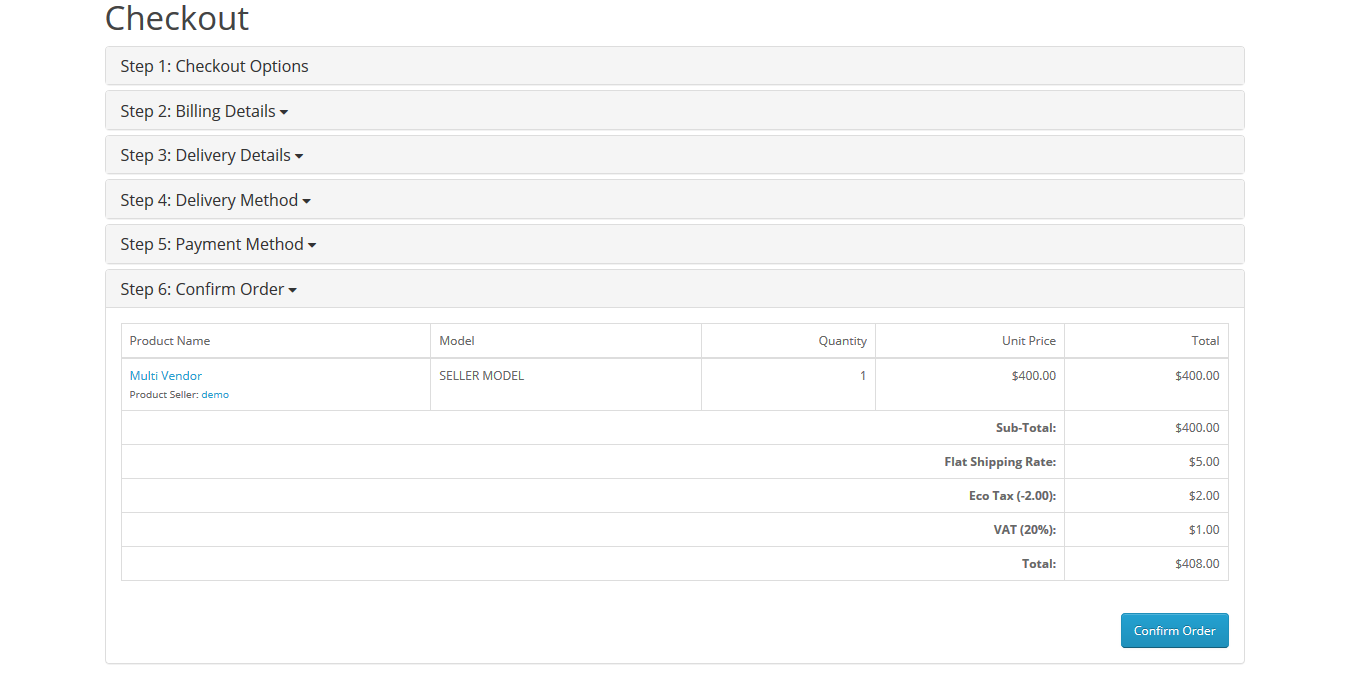 Checkout
Step 1: Checkout Options
Step 2: Billing Details
Step 3: Delivery Details
Step 4: Delivery Method
Step 5: Payment Method
Step 6: Confirm Order
Product Name Model Quantity Unit Price Total
Multi Vendor SELLER MODEL 1 $400.00 $400.00
Product Seller: demo
Sub-Total: $400.00
Flat Shipping Rate: $5.00
Eco Tax (-2.00): $2.00
VAT (20%): $1.00
Total: $408.00
Confirm Order